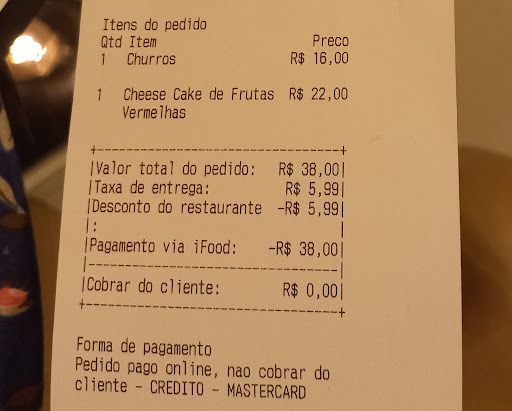 Itens do pedido
Qtd Item Preco
1 Churros R$ 16,00
1 Cheese Cake de Frutas R$ 22,00
Vermelhas
+-----------------------------------+
|Valor total do pedido: R$ 38,00|
|Taxa de entrega: R$ 5,99|
|Desconto do restaurante -R$ 5,99|
|: |
|Pagamento via iFood: -R$ 38,00|
|-----------------------------------|
|Cobrar do cliente: R$ 0,00|
+-----------------------------------+
Forma de pagamento
Pedido pago online, nao cobrar do
cliente - CREDITO - MASTERCARD